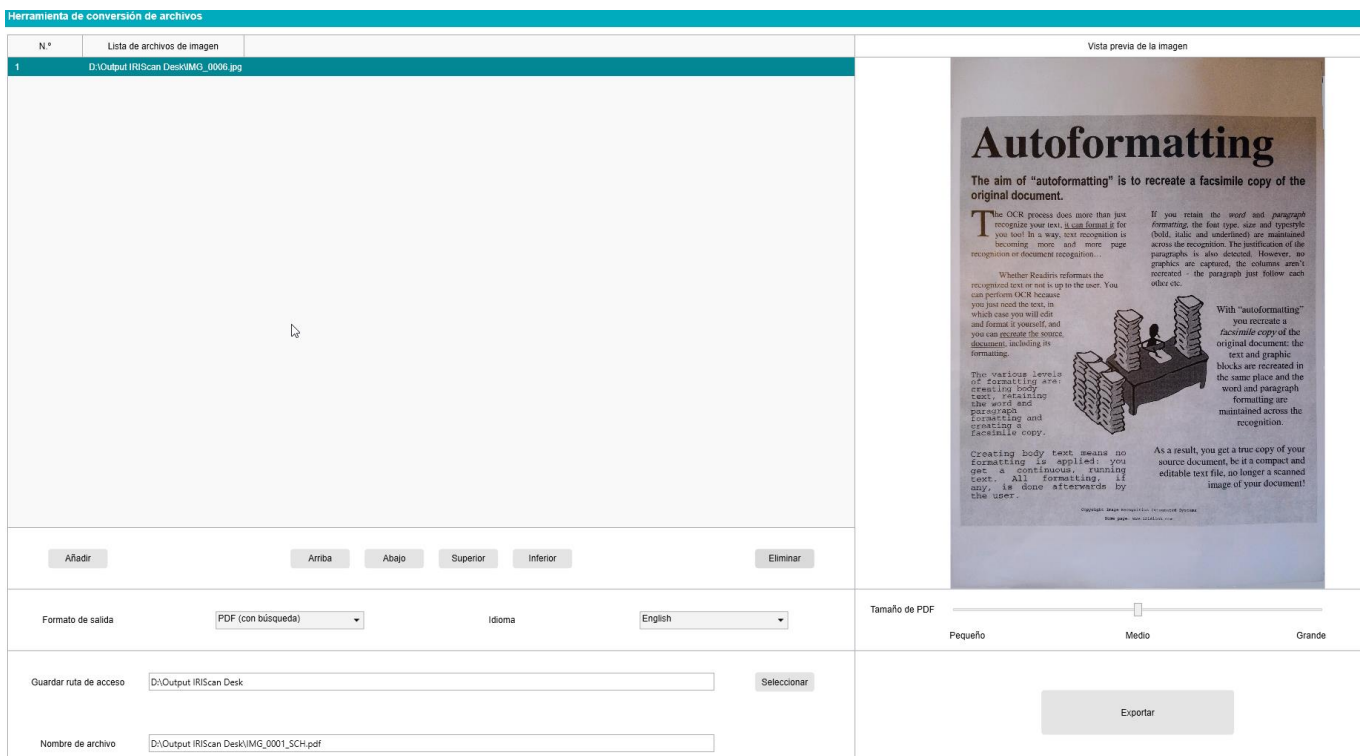 Herramienta de conversión de archivos
N.º
Lista de archivos de imagen
Vista previa de la imagen
1
D:\Output IRIScan Desk\IMG_0006.jpg
Autoformatting
The aim of "autoformatting" is to recreate a facsimile copy of the
original document.
The OCR process does more than just
recognize your text, it can format it for
you too! In a way, text recognition is
becoming more and more page
recognition or document recognition...
Whether Readiris reformats the
recognized text or not is up to the user. You
can perform OCR because
you just need the text, in
which case you will edit
and format it yourself, and
you can recreate the source
document, including its
formatting.
The various levels
of formatting are:
creating body
text, retaining
the word and
paragraph
formatting and
creating a
facsimile copy.
Creating body text means no
formatting is applied: you
get a continuous, running
text. All formatting, if
any, is done afterwards by
the user.
If you retain the word and paragraph
formatting, the font type, size and typestyle
(bold, italic and underlined) are maintained
across the recognition. The justification of the
paragraphs is also detected. However, no
graphics are captured, the columns aren't
recreated - the paragraph just follow each
other etc.
With "autoformatting"
you recreate a
facsimile copy of the
original document: the
text and graphic
blocks are recreated in
the same place and the
word and paragraph
formatting are
maintained across the
recognition.
As a result, you get a true copy of your
source document, be it a compact and
editable text file, no longer a scanned
image of your document!
Copyright Image Recognition
Home page:
Añadir
Arriba
Abajo
Superior
Inferior
Eliminar
Formato de salida
PDF (con búsqueda)
Idioma
English
Tamaño de PDF
Pequeño
Medio
Grande
Guardar ruta de acceso
D:\Output IRIScan Desk
Seleccionar
Exportar
Nombre de archivo
D:\Output IRIScan Desk\IMG_0001_SCH.pdf